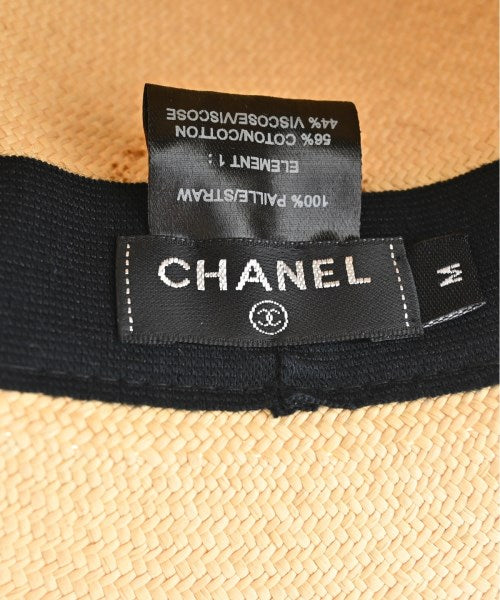 100% PAILLE/STRAW
ELEMENT 1 :
56% COTON/COTTON
44% VISCOSE/VISCOSE
CHANEL
M